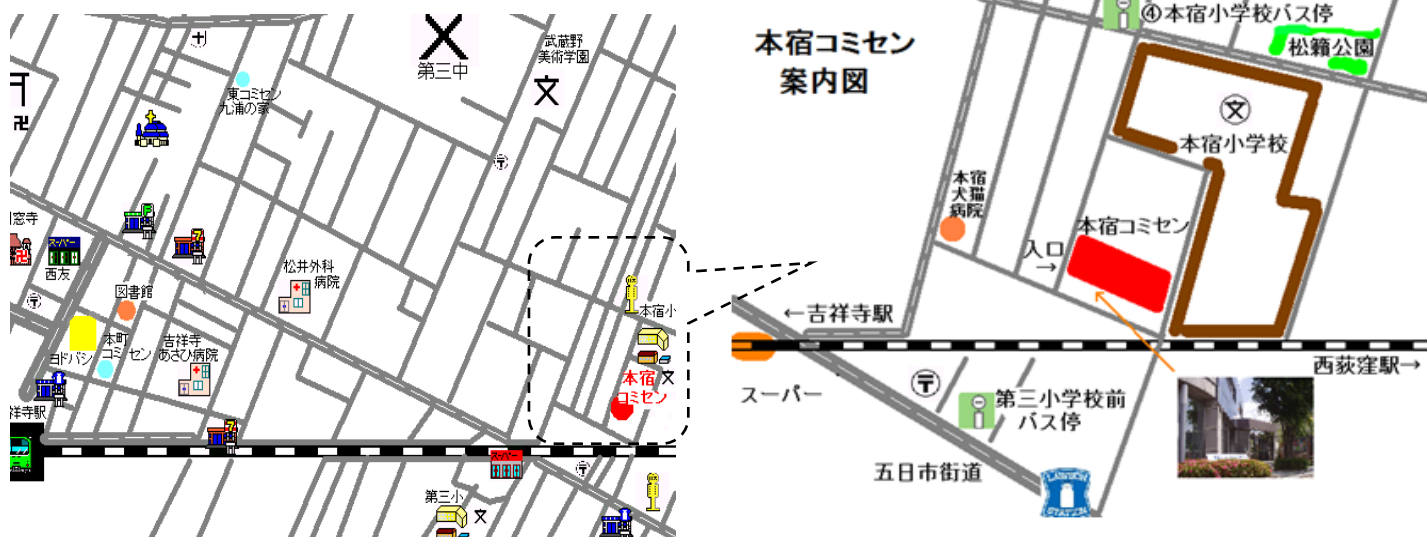 武蔵野
美術学園
第三中
文
東コミセン
九浦の家
卍
窓寺
スーパー
西友
図書館
松井外科
病院
ヨドバシ
本町
コミセン
吉祥寺
あさひ病院
祥寺駅
本宿小
本宿
コミセン
文
スーパー
第三小
文
本宿コミセン
案内図
④本宿小学校バス停
松籟公園
文
本宿小学校
本宿
犬猫
病院
本宿コミセン
入口
→
←吉祥寺駅
西荻窪駅→
スーパー
〒
第三小学校前
バス停
五日市街道
LAWSON
STATION